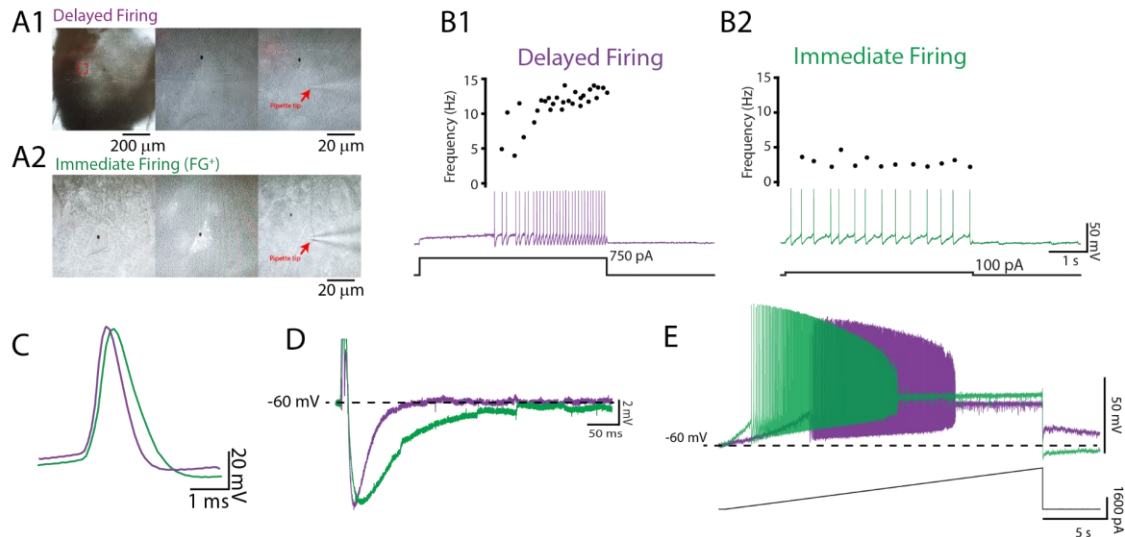 A1
Delayed Firing
Pipette tip
200 µm
20 µm
A2
Immediate Firing (FG⁺)
Pipette tip
20 µm
B1
Delayed Firing
15
10
5
0
Frequency (Hz)
750 pA
B2
Immediate Firing
15
10
5
0
Frequency (Hz)
50 mV
1 s
100 pA
C
20 mV
1 ms
D
-60 mV
2 mV
50 ms
E
-60 mV
50 mV
1600 pA
5 s